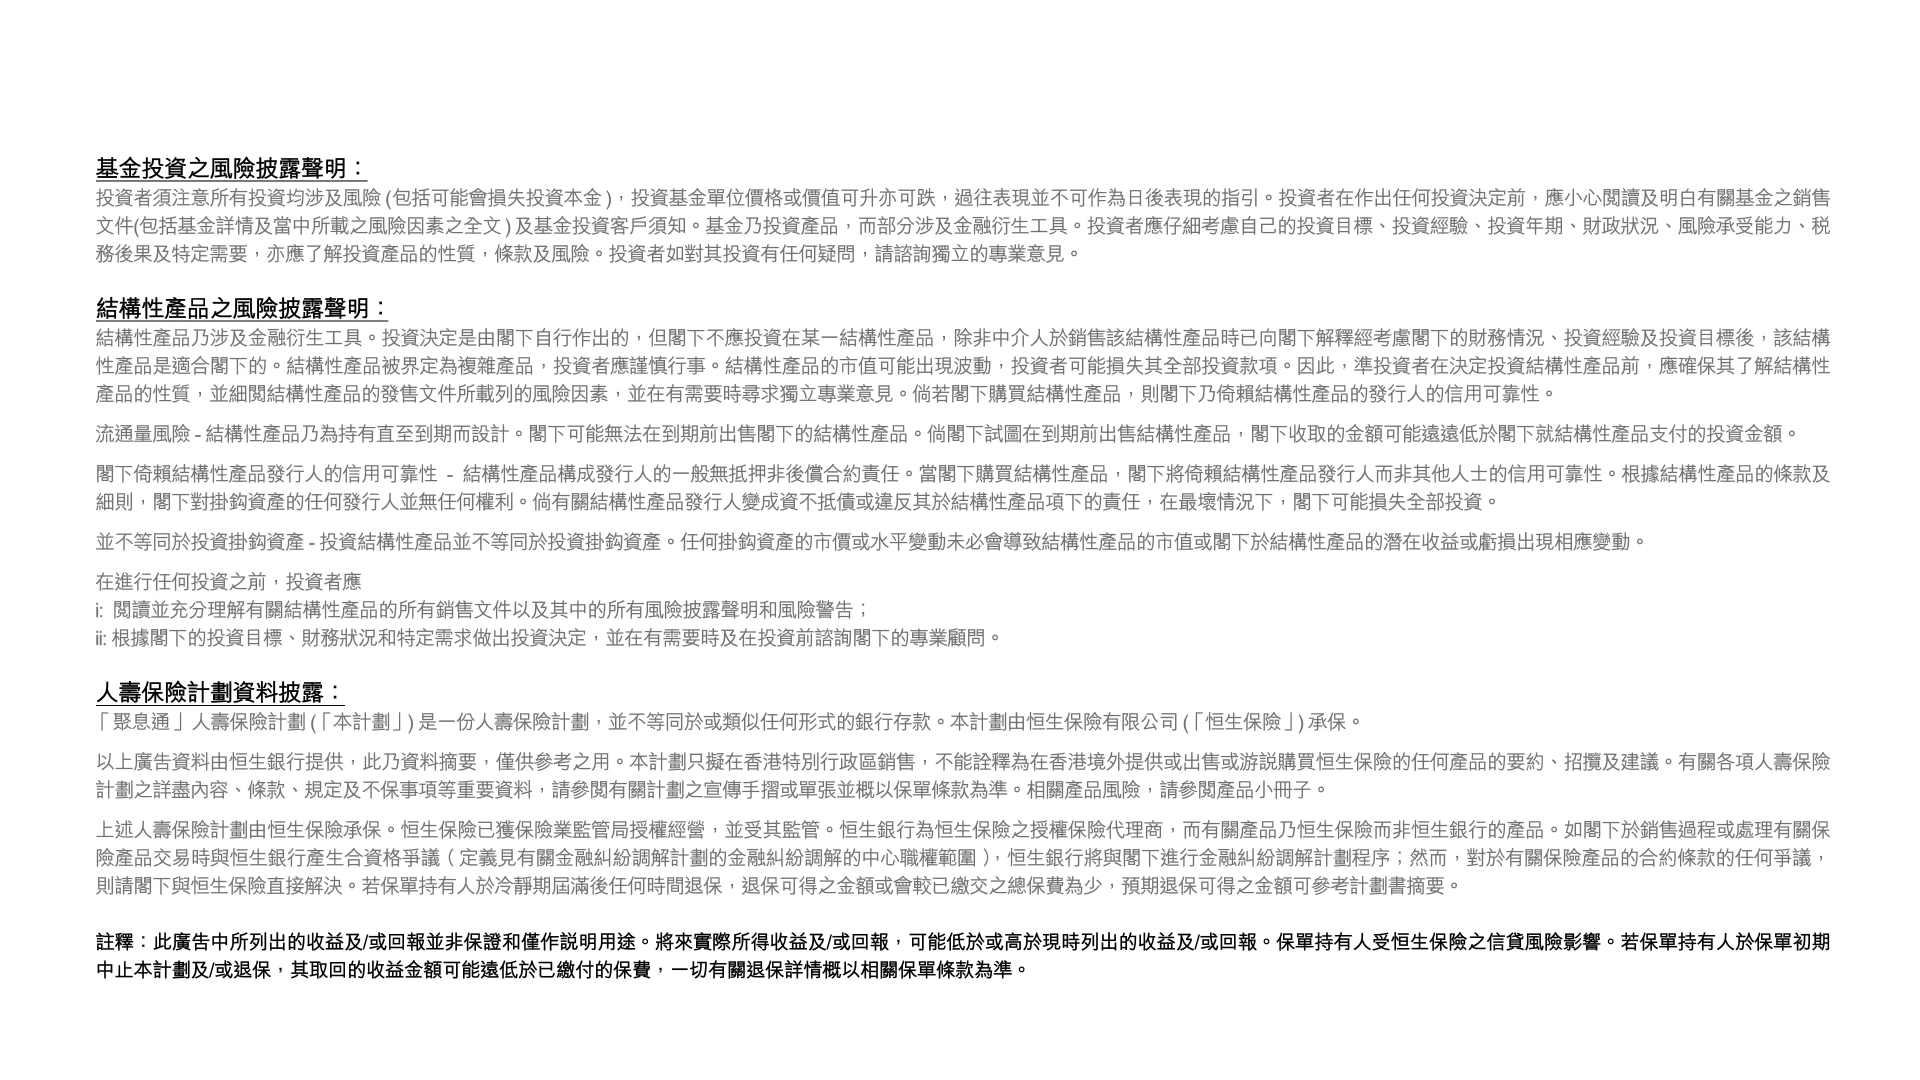 基金投資之風險披露聲明：
投資者須注意所有投資均涉及風險 (包括可能會損失投資本金 )，投資基金單位價格或價值可升亦可跌，過往表現並不可作為日後表現的指引。投資者在作出任何投資決定前，應小心閱讀及明白有關基金之銷售
文件(包括基金詳情及當中所載之風險因素之全文 ) 及基金投資客戶須知。基金乃投資產品，而部分涉及金融衍生工具。投資者應仔細考慮自己的投資目標、投資經驗、投資年期、財政狀況、風險承受能力、税
務後果及特定需要，亦應了解投資產品的性質，條款及風險。投資者如對其投資有任何疑問，請諮詢獨立的專業意見。
結構性產品之風險披露聲明：
結構性產品乃涉及金融衍生工具。投資決定是由閣下自行作出的，但閣下不應投資在某一結構性產品，除非中介人於銷售該結構性產品時已向閣下解釋經考慮閣下的財務情況、投資經驗及投資目標後，該結構
性產品是適合閣下的。結構性產品被界定為複雜產品，投資者應謹慎行事。結構性產品的市值可能出現波動，投資者可能損失其全部投資款項。因此，準投資者在決定投資結構性產品前，應確保其了解結構性
產品的性質，並細閱結構性產品的發售文件所載列的風險因素，並在有需要時尋求獨立專業意見。倘若閣下購買結構性產品，則閣下乃倚賴結構性產品的發行人的信用可靠性。
流通量風險 - 結構性產品乃為持有直至到期而設計。閣下可能無法在到期前出售閣下的結構性產品。倘閣下試圖在到期前出售結構性產品，閣下收取的金額可能遠遠低於閣下就結構性產品支付的投資金額。
閣下倚賴結構性產品發行人的信用可靠性 - 結構性產品構成發行人的一般無抵押非後償合約責任。當閣下購買結構性產品，閣下將倚賴結構性產品發行人而非其他人士的信用可靠性。根據結構性產品的條款及
細則，閣下對掛鈎資產的任何發行人並無任何權利。倘有關結構性產品發行人變成資不抵債或違反其於結構性產品項下的責任，在最壞情況下，閣下可能損失全部投資。
並不等同於投資掛鈎資產 - 投資結構性產品並不等同於投資掛鈎資產。任何掛鈎資產的市價或水平變動未必會導致結構性產品的市值或閣下於結構性產品的潛在收益或虧損出現相應變動。
在進行任何投資之前，投資者應
i: 閱讀並充分理解有關結構性產品的所有銷售文件以及其中的所有風險披露聲明和風險警告；
ii: 根據閣下的投資目標、財務狀況和特定需求做出投資決定，並在有需要時及在投資前諮詢閣下的專業顧問。
人壽保險計劃資料披露：
「 聚息通 」人壽保險計劃 (「本計劃」) 是一份人壽保險計劃，並不等同於或類似任何形式的銀行存款。本計劃由恒生保險有限公司 (「恒生保險」) 承保。
以上廣告資料由恒生銀行提供，此乃資料摘要，僅供參考之用。本計劃只擬在香港特別行政區銷售，不能詮釋為在香港境外提供或出售或游説購買恒生保險的任何產品的要約、招攬及建議。有關各項人壽保險
計劃之詳盡內容、條款、規定及不保事項等重要資料，請參閱有關計劃之宣傳手摺或單張並概以保單條款為準。相關產品風險，請參閱產品小冊子。
上述人壽保險計劃由恒生保險承保。恒生保險已獲保險業監管局授權經營，並受其監管。恒生銀行為恒生保險之授權保險代理商，而有關產品乃恒生保險而非恒生銀行的產品。如閣下於銷售過程或處理有關保
險產品交易時與恒生銀行產生合資格爭議（ 定義見有關金融糾紛調解計劃的金融糾紛調解的中心職權範圍 ），恒生銀行將與閣下進行金融糾紛調解計劃程序；然而，對於有關保險產品的合約條款的任何爭議，
則請閣下與恒生保險直接解決。若保單持有人於冷靜期屆滿後任何時間退保，退保可得之金額或會較已繳交之總保費為少，預期退保可得之金額可參考計劃書摘要。
註釋：此廣告中所列出的收益及/或回報並非保證和僅作説明用途。將來實際所得收益及/或回報，可能低於或高於現時列出的收益及/或回報。保單持有人受恒生保險之信貸風險影響。若保單持有人於保單初期
中止本計劃及/或退保，其取回的收益金額可能遠低於已繳付的保費，一切有關退保詳情概以相關保單條款為準。